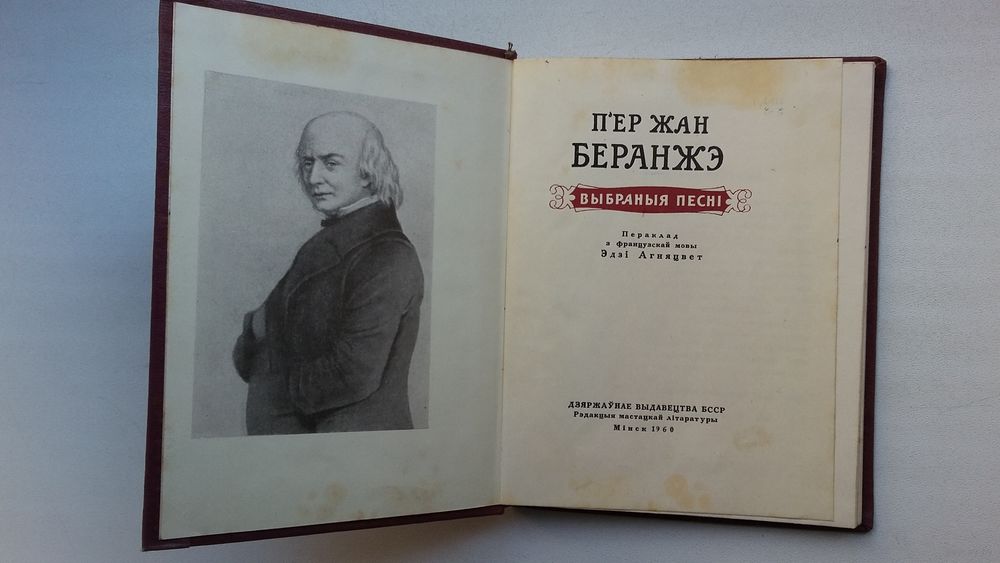 П'ЕР ЖАН
БЕРАНЖЭ
ВЫБРАНЫЯ ПЕСНІ
Пераклад
з французскай мовы
Эдзі Агняцвет
ДЗЯРЖАЎНАЕ ВЫДАВЕЦТВА БССР
Рэдакцыя мастацкай літаратуры
Мінск 1960